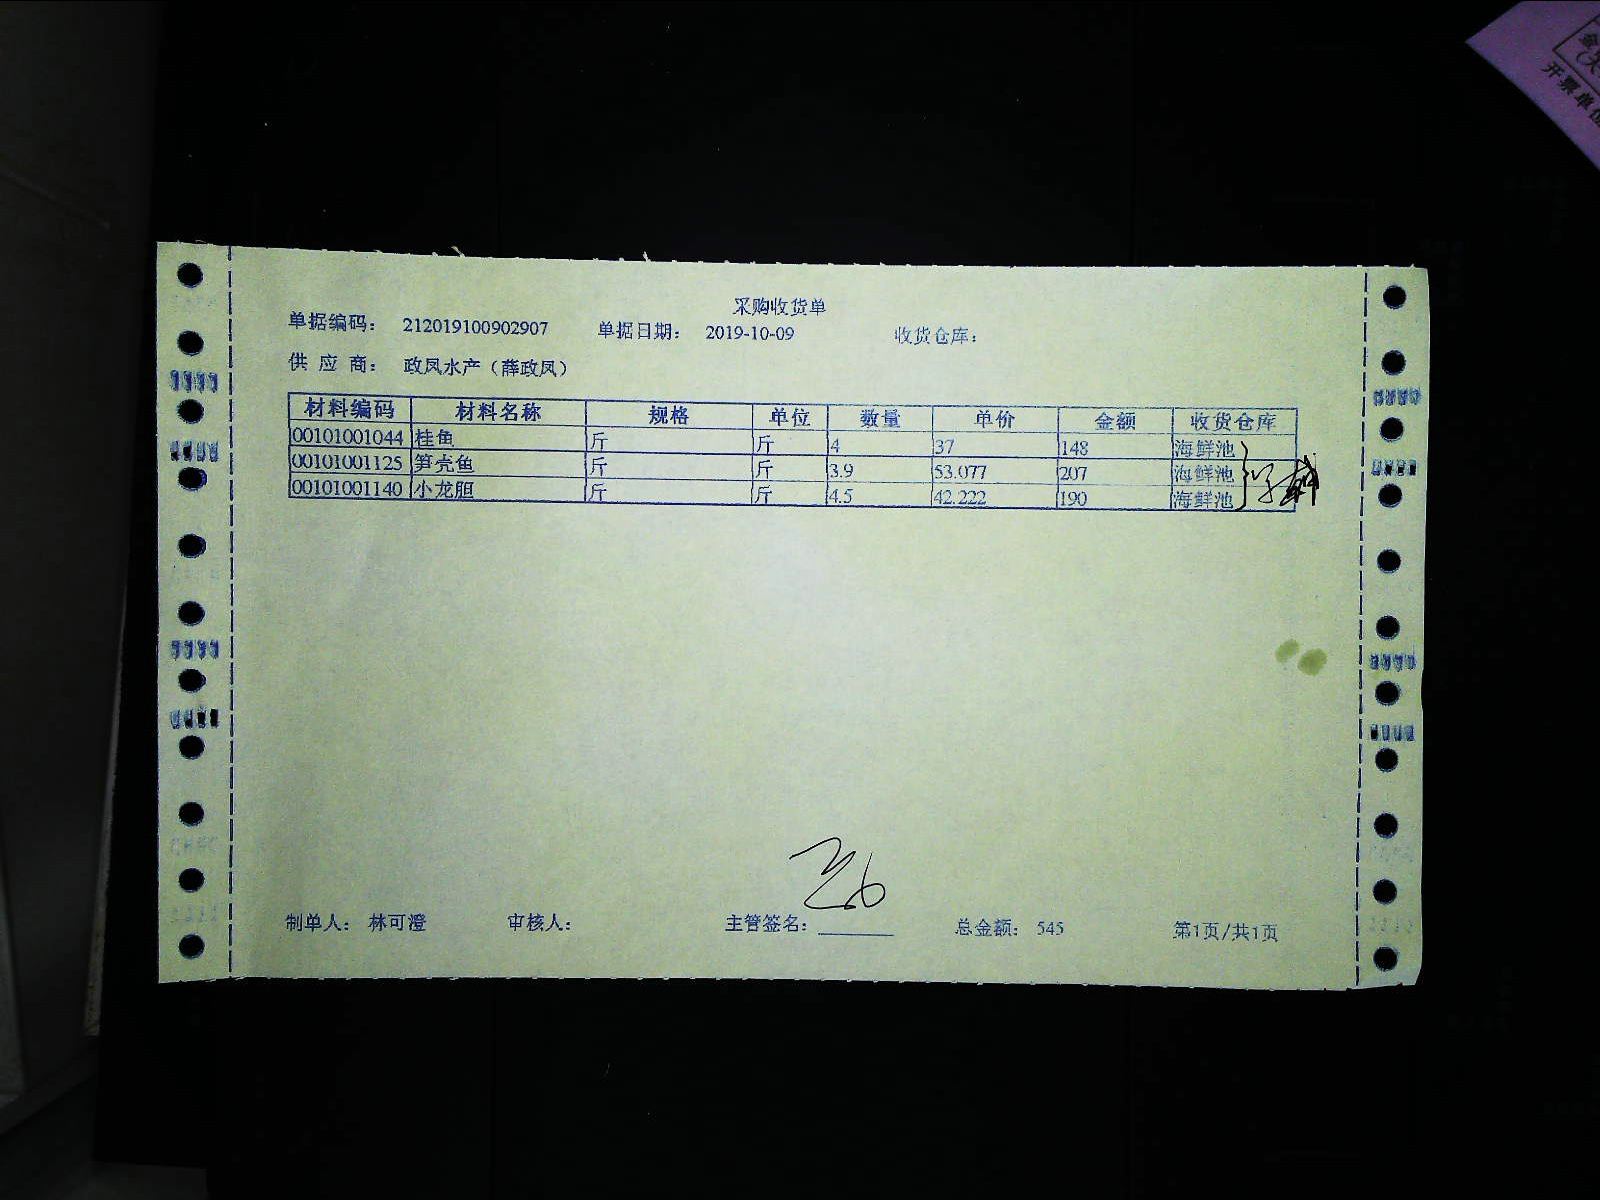 采购收货单
单据编码： 212019100902907 单据日期： 2019-10-09 收货仓库：
供 应 商： 政凤水产（薛政凤）
材料编码 材料名称 规格 单位 数量 单价 金额 收货仓库
00101001044 桂鱼 斤 斤 4 37 148 海鲜池
00101001125 笋壳鱼 斤 斤 3.9 53.077 207 海鲜池
00101001140 小龙胆 斤 斤 4.5 42.222 190 海鲜池
制单人： 林可澄 审核人： 主管签名： 总金额： 545 第1页/共1页
开票单位